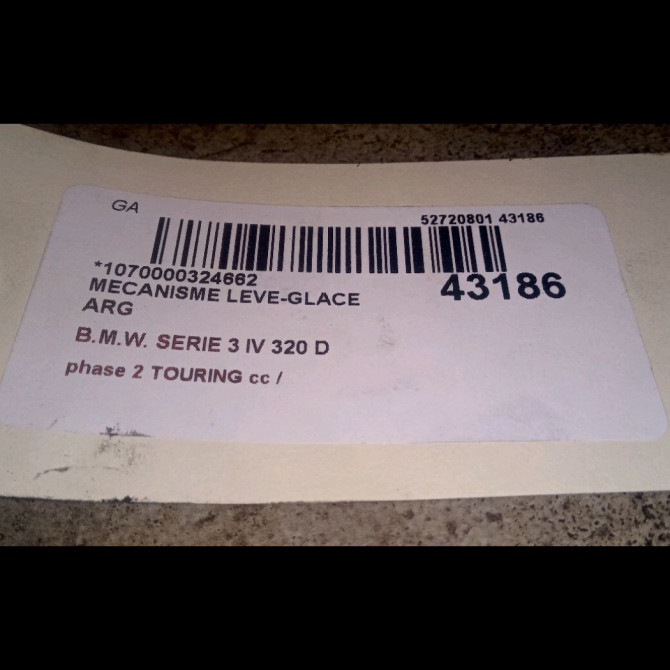 GA
52720801 43186
*1070000324662
43186
MECANISME LEVE-GLACE
ARG
B.M.W. SERIE 3 IV 320 D
phase 2 TOURING cc /